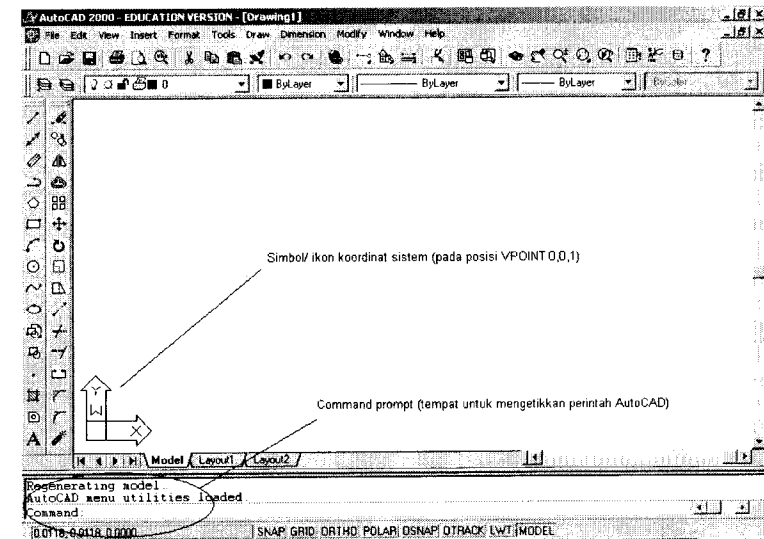 AutoCAD 2000 - EDUCATION VERSION - [Drawing1]
File Edit View Insert Format Tools Draw Dimension Modify Window Help
?
0 ByLayer ByLayer ByLayer
A
Simbol/ ikon koordinat sistem (pada posisi VPOINT 0,0,1)
Command prompt (tempat untuk mengetikkan perintah AutoCAD)
Y
W
X
Model Layout1 Layout2
Regenerating model.
AutoCAD menu utilities loaded.
Command:
0.0118, 0.0118, 0.0000 SNAP GRID ORTHO POLAR OSNAP OTRACK LWT MODEL